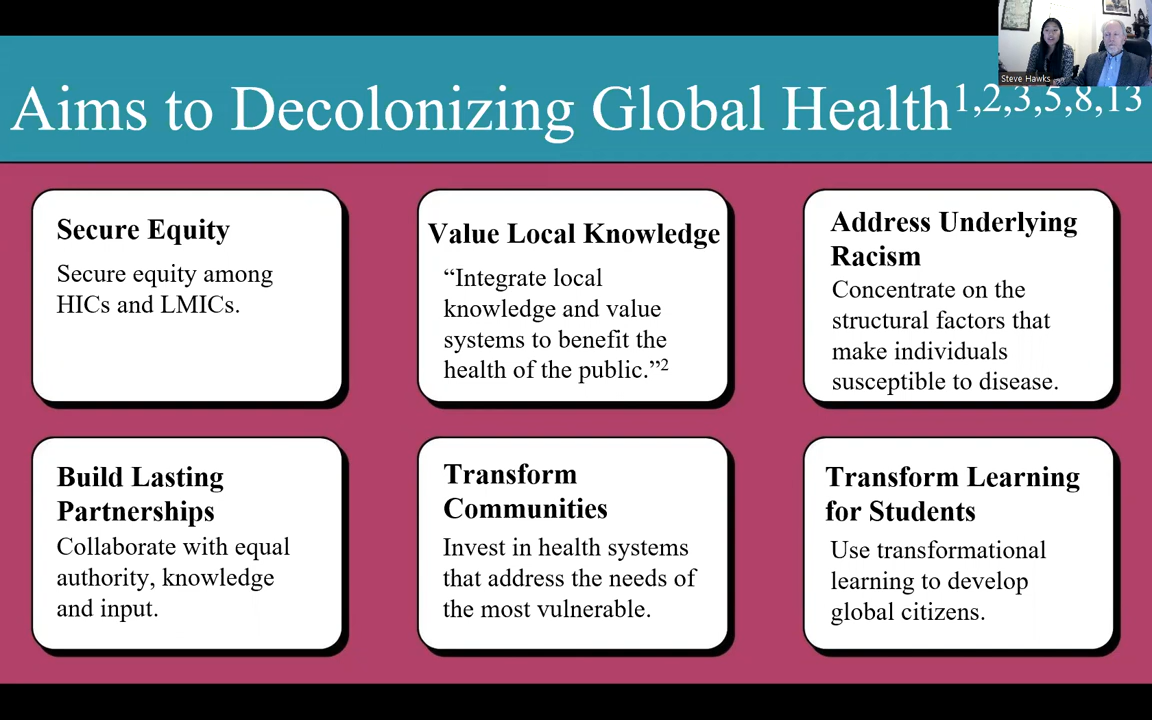 Steve Hawks
Aims to Decolonizing Global Health1,2,3,5,8,13
Secure Equity
Secure equity among
HICs and LMICs.
Value Local Knowledge
“Integrate local
knowledge and value
systems to benefit the
health of the public.”2
Address Underlying
Racism
Concentrate on the
structural factors that
make individuals
susceptible to disease.
Build Lasting
Partnerships
Collaborate with equal
authority, knowledge
and input.
Transform
Communities
Invest in health systems
that address the needs of
the most vulnerable.
Transform Learning
for Students
Use transformational
learning to develop
global citizens.